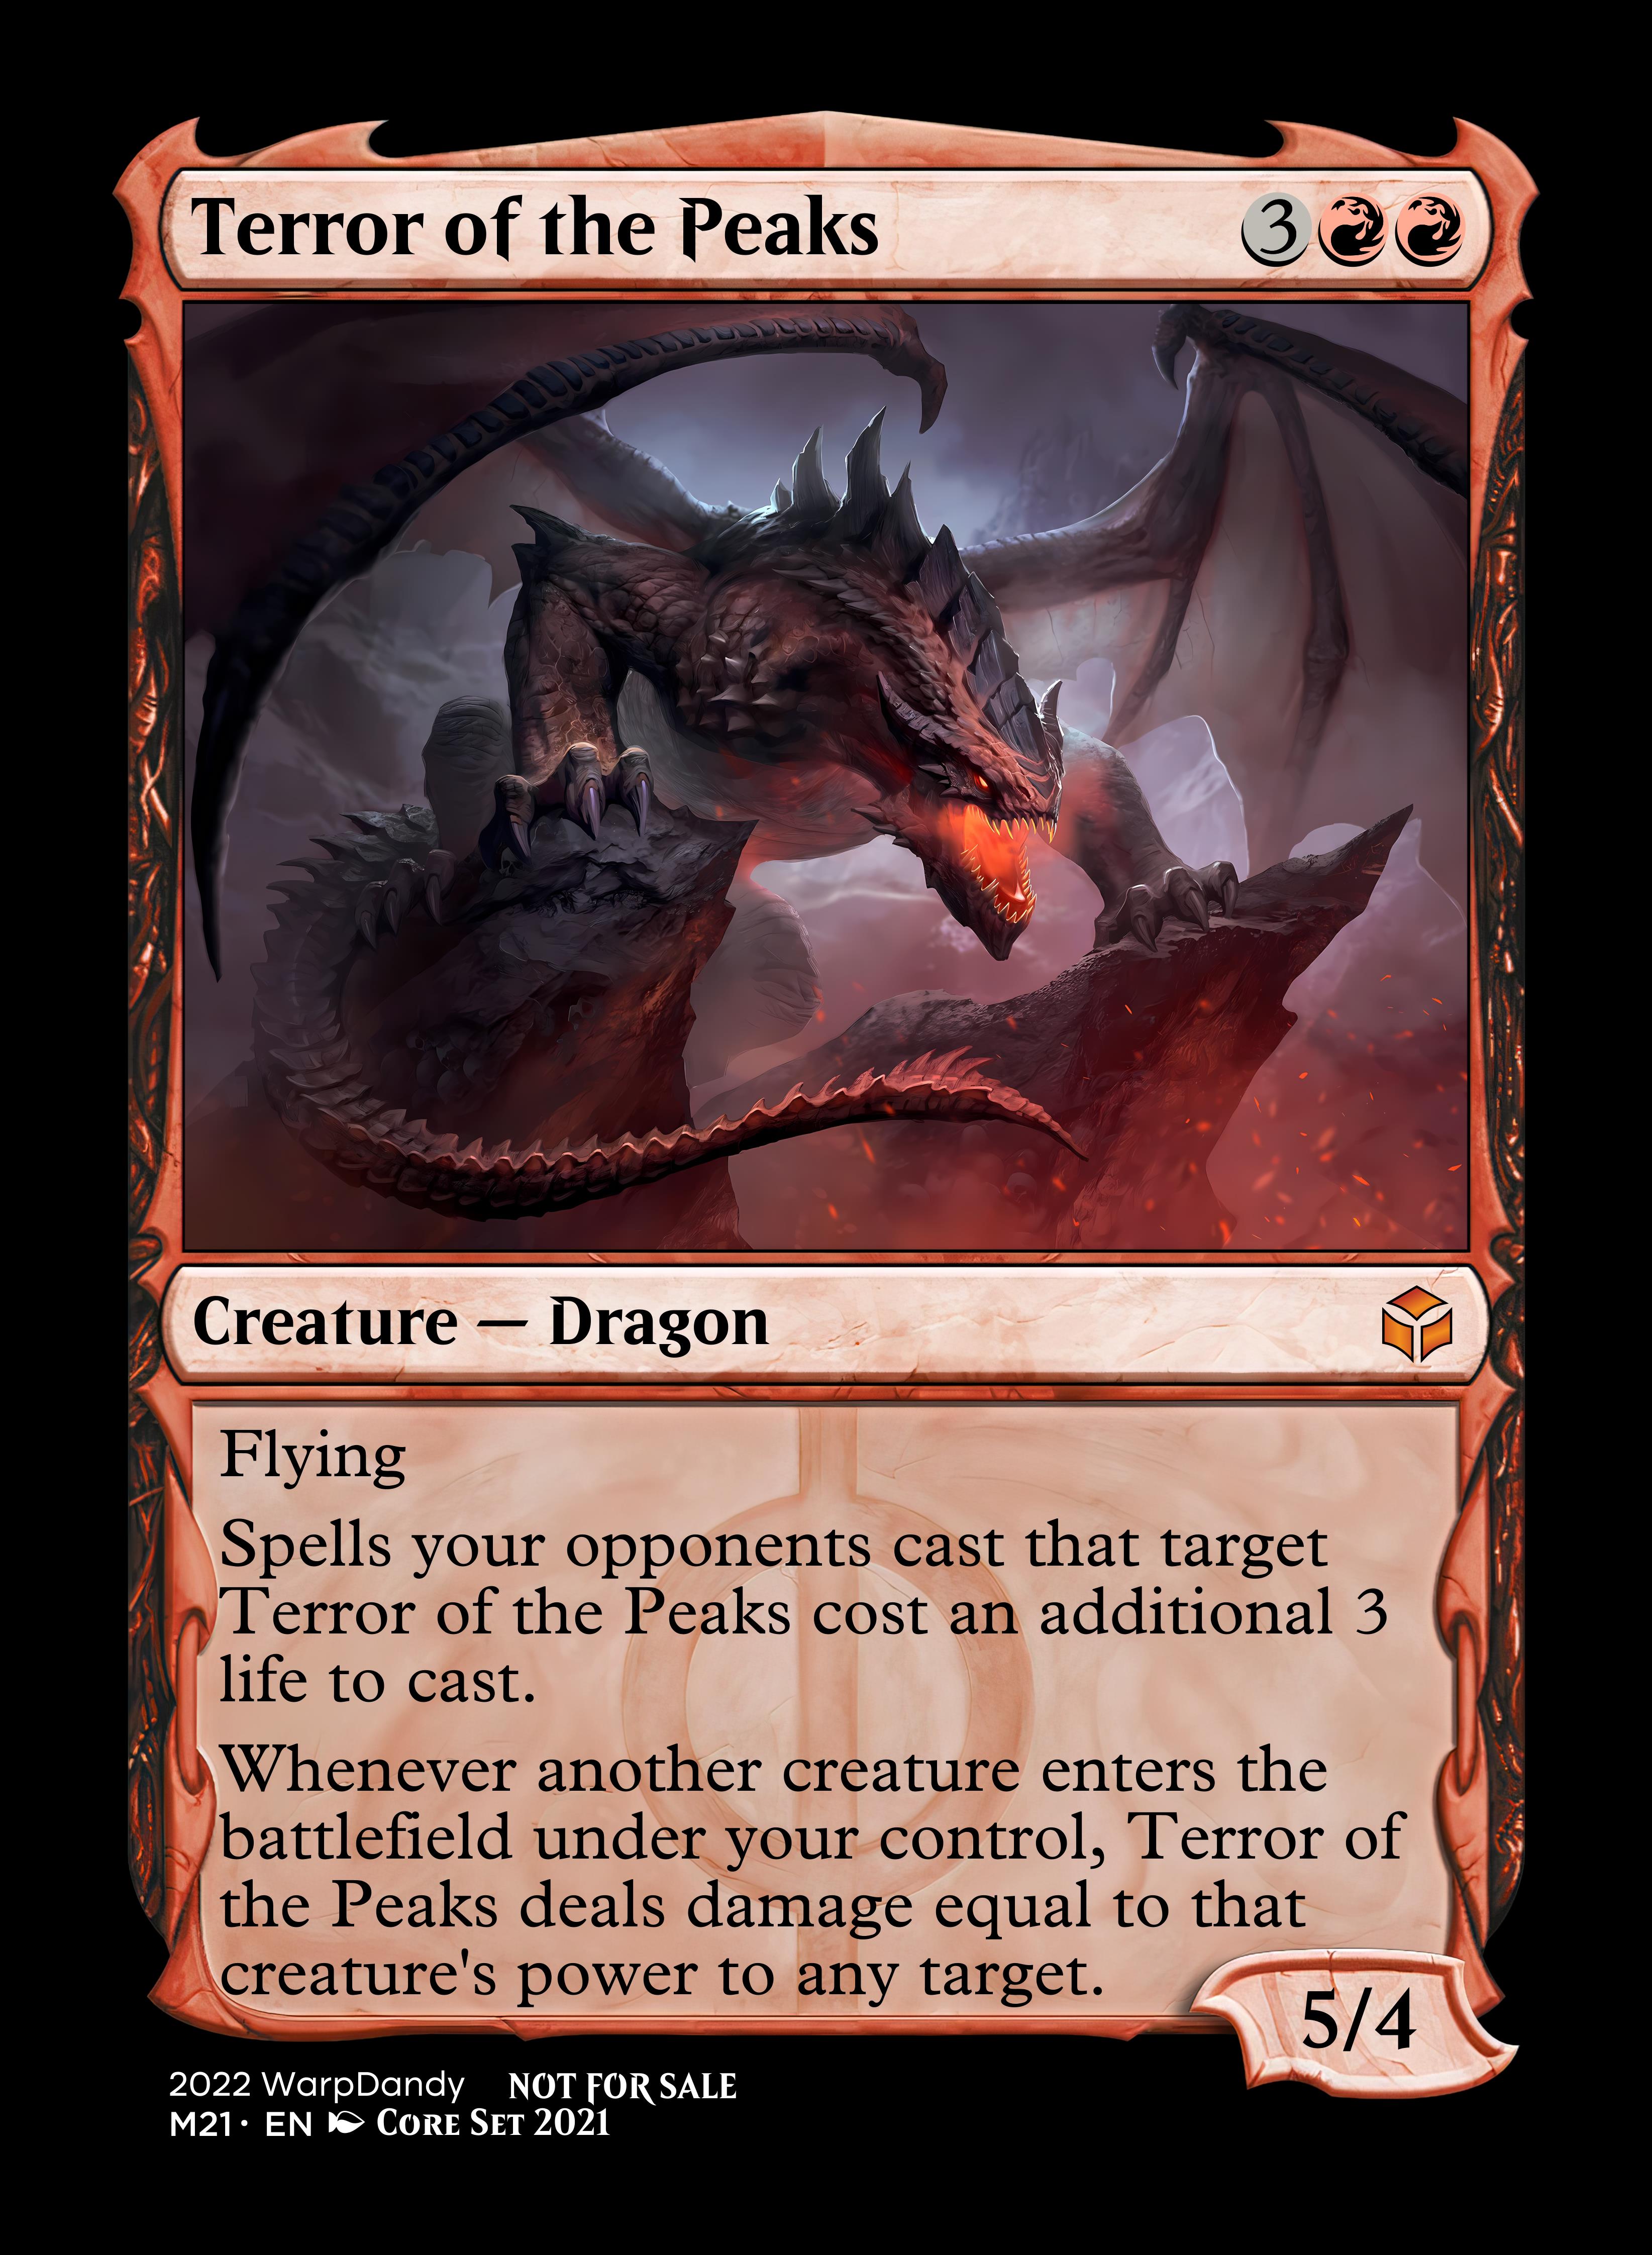 Terror of the Peaks 3
Creature — Dragon
Flying
Spells your opponents cast that target
Terror of the Peaks cost an additional 3
life to cast.
Whenever another creature enters the
battlefield under your control, Terror of
the Peaks deals damage equal to that
creature's power to any target.
5/4
2022 WarpDandy NOT FOR SALE
M21 · EN Core Set 2021